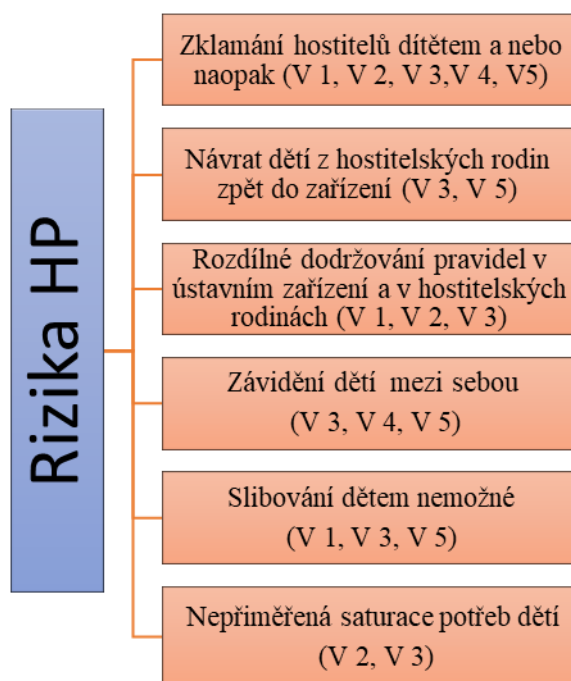 Rizika HP
Zklamání hostitelů dítětem a nebo
naopak (V 1, V 2, V 3,V 4, V5)
Návrat dětí z hostitelských rodin
zpět do zařízení (V 3, V 5)
Rozdílné dodržování pravidel v
ústavním zařízení a v hostitelských
rodinách (V 1, V 2, V 3)
Závidění dětí mezi sebou
(V 3, V 4, V 5)
Slibování dětem nemožné
(V 1, V 3, V 5)
Nepřiměřená saturace potřeb dětí
(V 2, V 3)